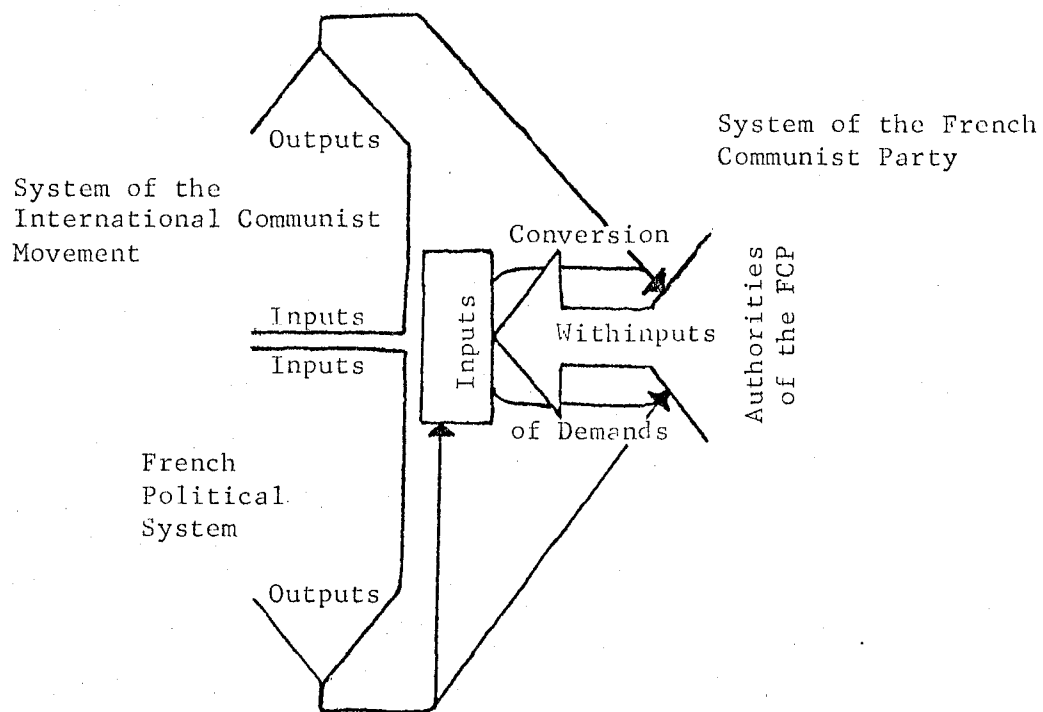 Outputs
System of the French
Communist Party
System of the
International Communist
Movement
Conversion
Authorities
of the FCP
Inputs
Inputs
Withinputs
Inputs
of Demands
French
Political
System
Outputs